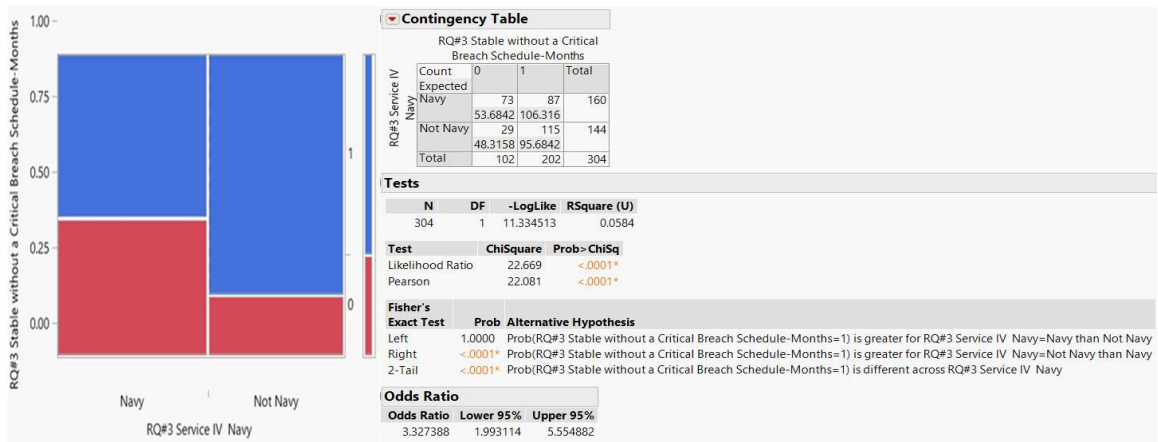 RQ#3 Stable without a Critical Breach Schedule-Months
1.00
0.75
0.50
0.25
0.00
1
0
Navy
Not Navy
RQ#3 Service IV Navy
Contingency Table
RQ#3 Stable without a Critical
Breach Schedule-Months
RQ#3 Service IV
Navy
Count 0 1 Total
Expected
Navy 73 87 160
53.6842 106.316
Not Navy 29 115 144
48.3158 95.6842
Total 102 202 304
Tests
N DF -LogLike RSquare (U)
304 1 11.334513 0.0584
Test ChiSquare Prob>ChiSq
Likelihood Ratio 22.669 <.0001*
Pearson 22.081 <.0001*
Fisher's
Exact Test Prob Alternative Hypothesis
Left 1.0000 Prob(RQ#3 Stable without a Critical Breach Schedule-Months=1) is greater for RQ#3 Service IV Navy=Navy than Not Navy
Right <.0001* Prob(RQ#3 Stable without a Critical Breach Schedule-Months=1) is greater for RQ#3 Service IV Navy=Not Navy than Navy
2-Tail <.0001* Prob(RQ#3 Stable without a Critical Breach Schedule-Months=1) is different across RQ#3 Service IV Navy
Odds Ratio
Odds Ratio Lower 95% Upper 95%
3.327388 1.993114 5.554882